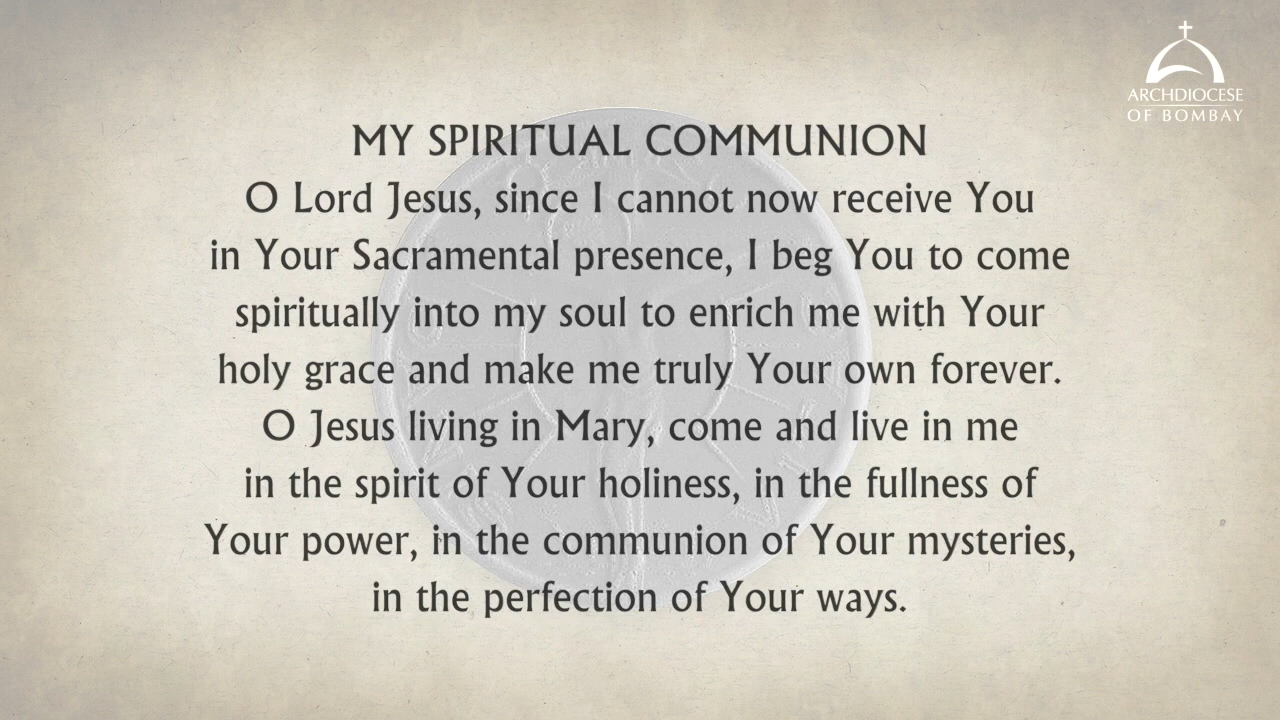 ARCHDIOCESE
OF BOMBAY
MY SPIRITUAL COMMUNION
O Lord Jesus, since I cannot now receive You
in Your Sacramental presence, I beg You to come
spiritually into my soul to enrich me with Your
holy grace and make me truly Your own forever.
O Jesus living in Mary, come and live in me
in the spirit of Your holiness, in the fullness of
Your power, in the communion of Your mysteries,
in the perfection of Your ways.